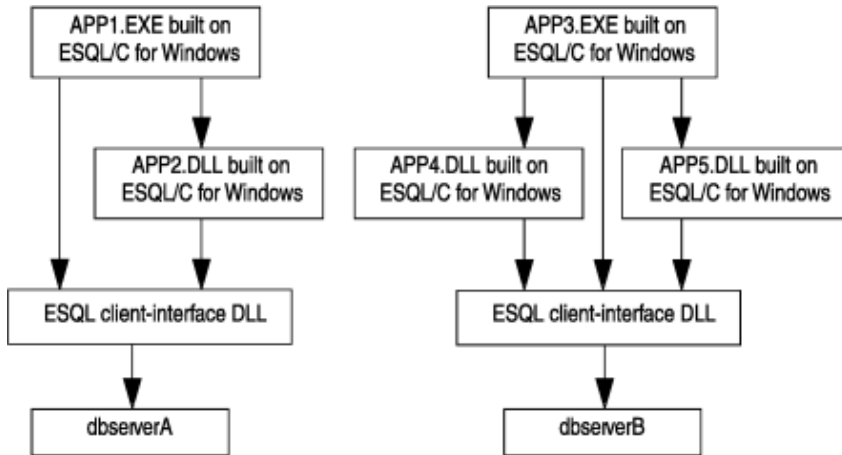 APP1.EXE built on
ESQL/C for Windows
APP2.DLL built on
ESQL/C for Windows
ESQL client-interface DLL
dbserverA
APP3.EXE built on
ESQL/C for Windows
APP4.DLL built on
ESQL/C for Windows
APP5.DLL built on
ESQL/C for Windows
ESQL client-interface DLL
dbserverB